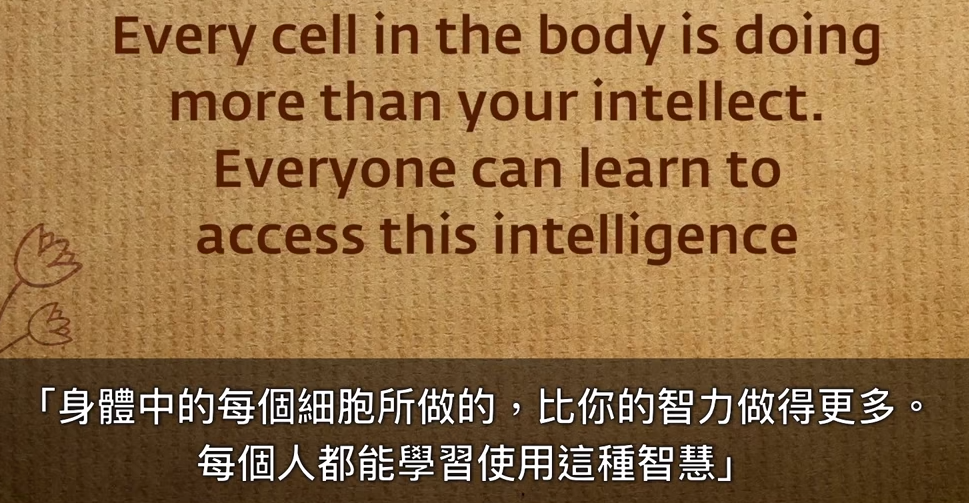 Every cell in the body is doing
more than your intellect.
Everyone can learn to
access this intelligence
「身體中的每個細胞所做的，比你的智力做得更多。
每個人都能學習使用這種智慧」